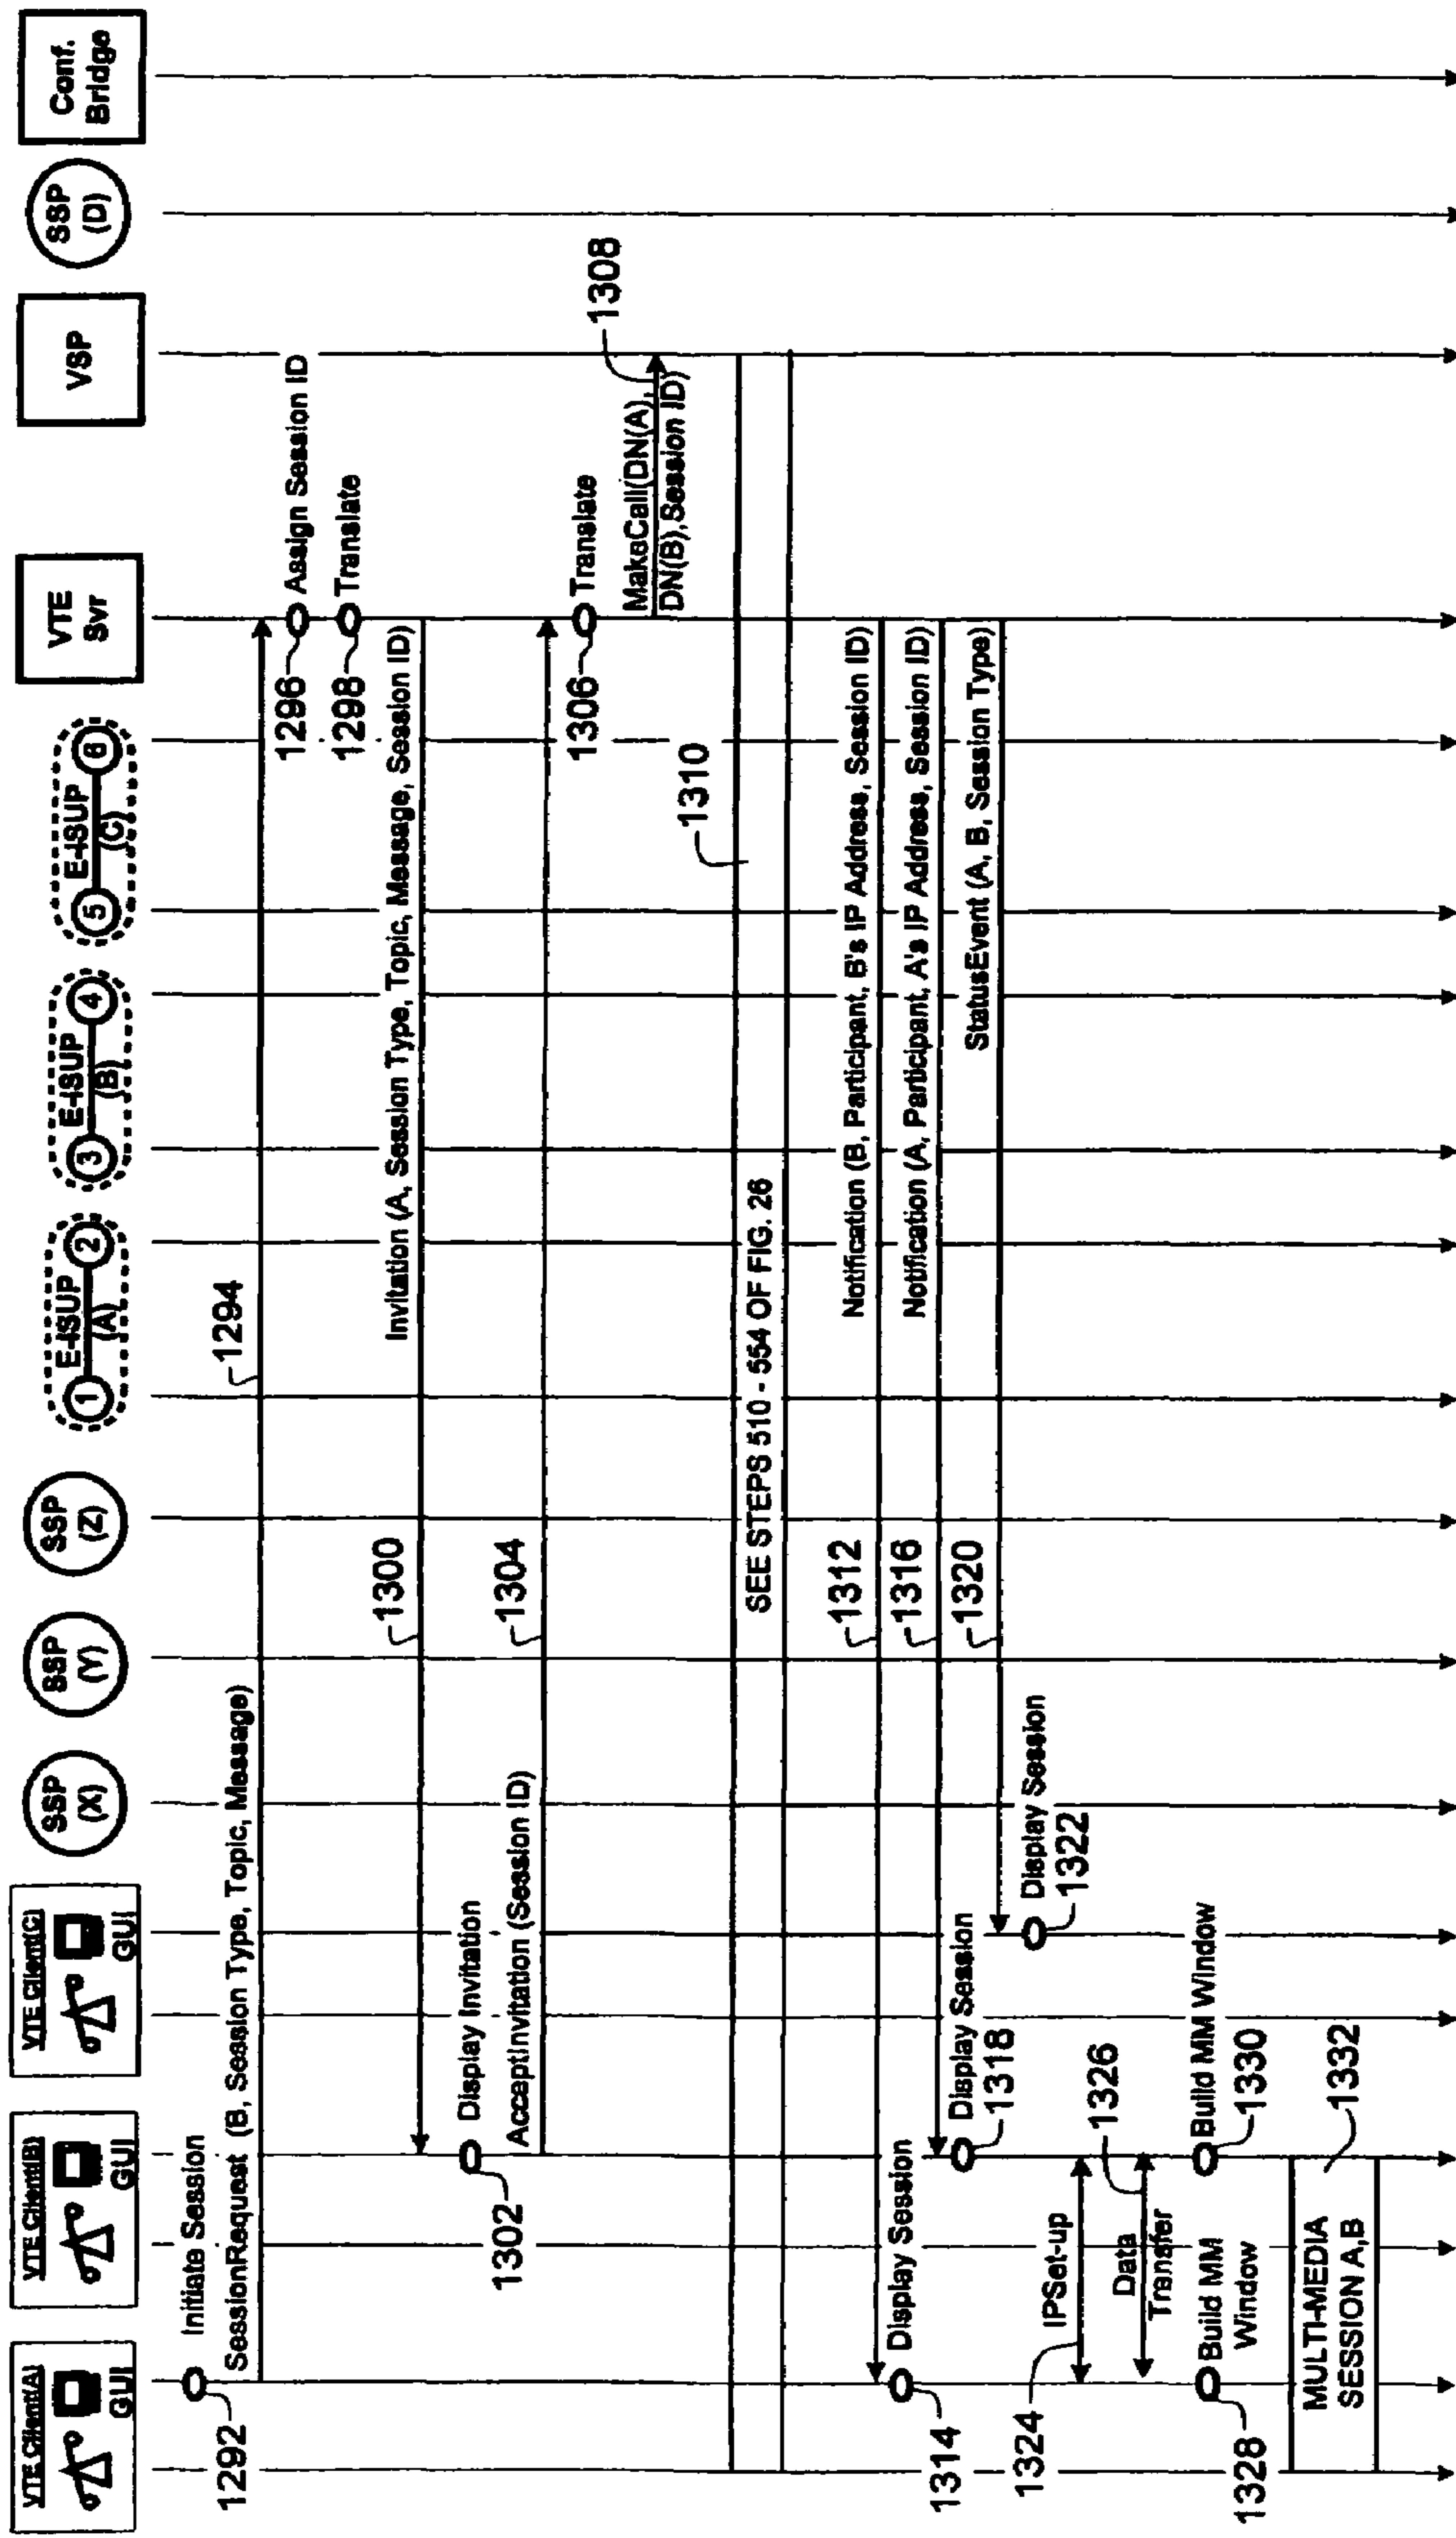 VTE Client(A)
GUI
VTE Client(B)
GUI
VTE Client(C)
GUI
SSP
(X)
SSP
(Y)
SSP
(Z)
E-ISUP
(A)
1
2
E-ISUP
(B)
3
4
E-ISUP
(C)
5
6
VTE
Svr
VSP
SSP
(D)
Conf.
Bridge
Initiate Session
1292
SessionRequest (B, Session Type, Topic, Message)
1294
Assign Session ID
1296
Translate
1298
Invitation (A, Session Type, Topic, Message, Session ID)
1300
Display Invitation
1302
AcceptInvitation (Session ID)
1304
Translate
1306
MakeCall(DN(A),
DN(B),Session ID)
1308
1310
SEE STEPS 510 - 554 OF FIG. 26
Notification (B, Participant, B's IP Address, Session ID)
1312
Display Session
1314
Notification (A, Participant, A's IP Address, Session ID)
1316
Display Session
1318
StatusEvent (A, B, Session Type)
1320
Display Session
1322
IPSet-up
1324
Data
Transfer
1326
Build MM
Window
1328
Build MM Window
1330
MULTI-MEDIA
SESSION A,B
1332